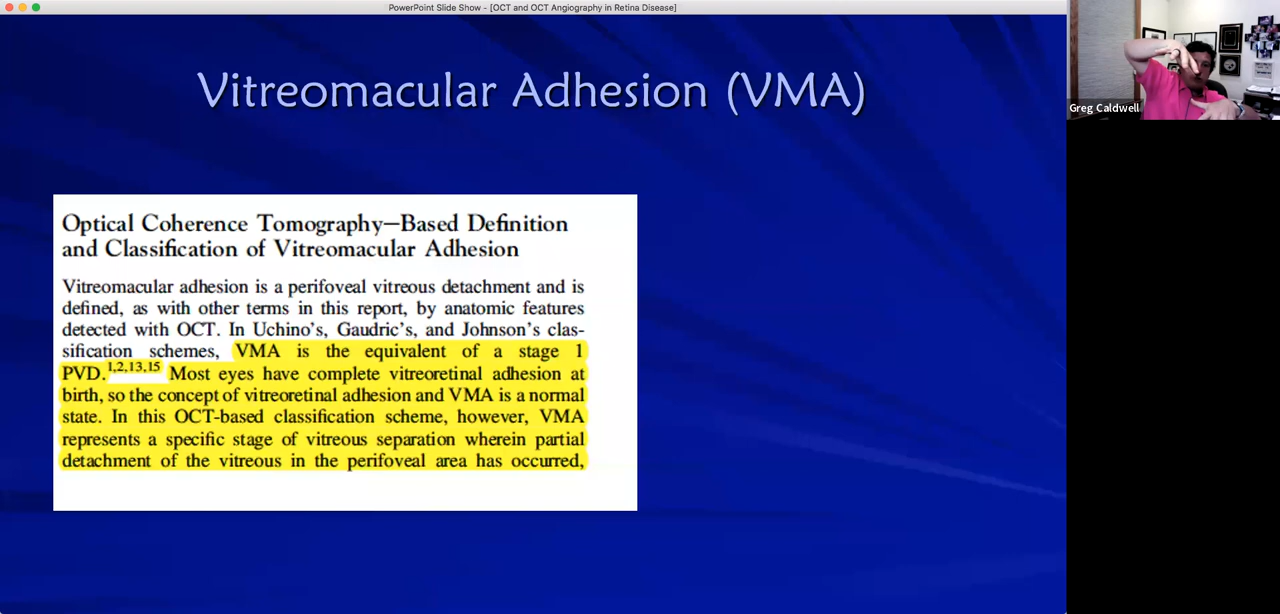 PowerPoint Slide Show - [OCT and OCT Angiography in Retina Disease]
Vitreomacular Adhesion (VMA)
Greg Caldwell
Optical Coherence Tomography–Based Definition
and Classification of Vitreomacular Adhesion
Vitreomacular adhesion is a perifoveal vitreous detachment and is
defined, as with other terms in this report, by anatomic features
detected with OCT. In Uchino's, Gaudric's, and Johnson's clas-
sification schemes, VMA is the equivalent of a stage 1
PVD.1,2,13,15 Most eyes have complete vitreoretinal adhesion at
birth, so the concept of vitreoretinal adhesion and VMA is a normal
state. In this OCT-based classification scheme, however, VMA
represents a specific stage of vitreous separation wherein partial
detachment of the vitreous in the perifoveal area has occurred,